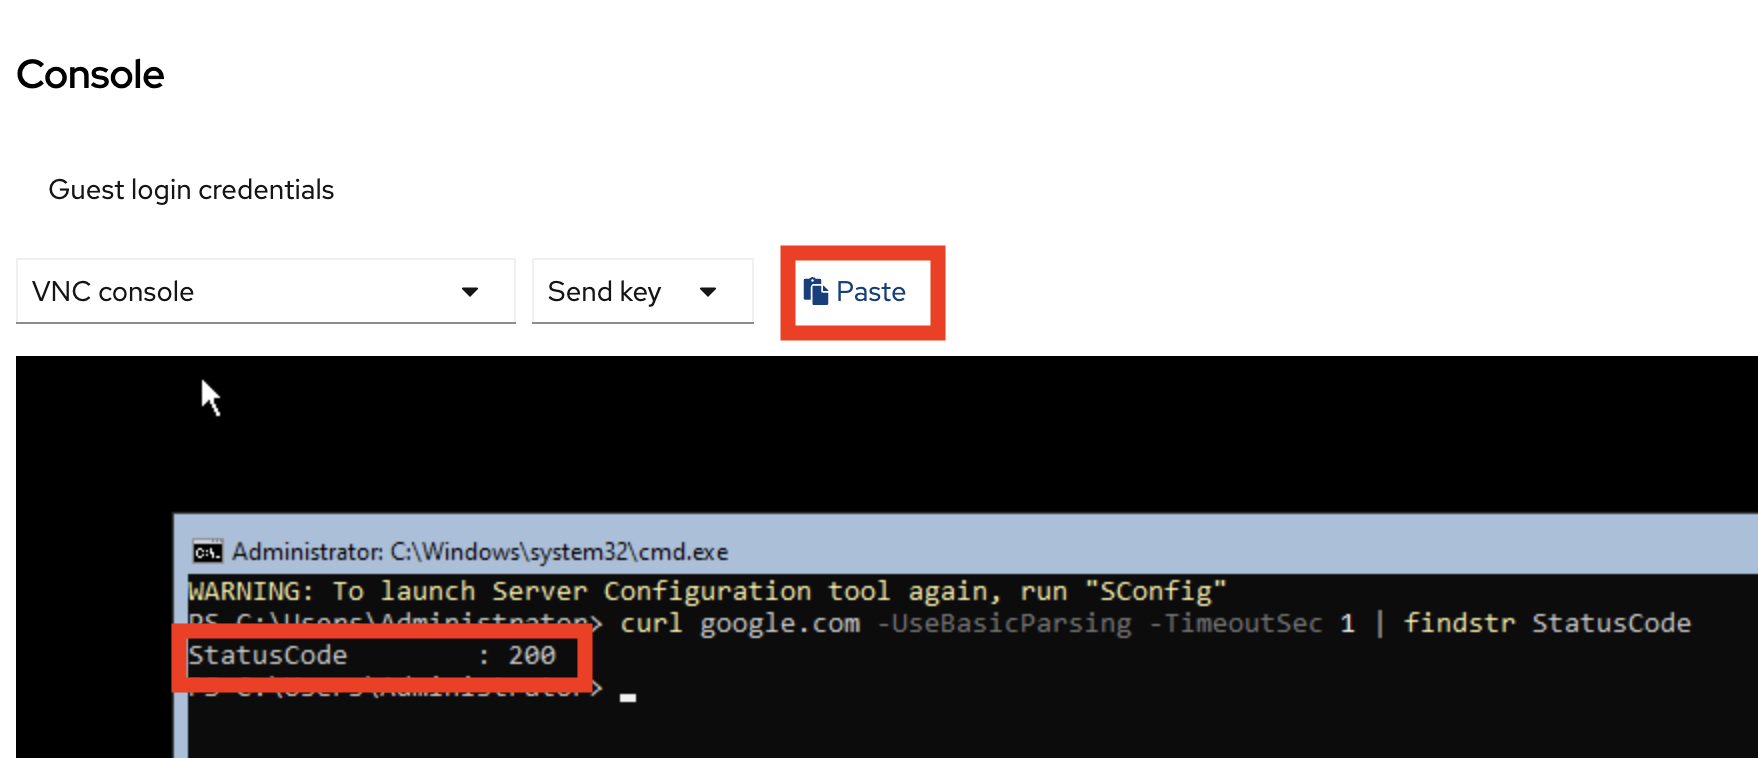 Console
Guest login credentials
VNC console Send key Paste
Administrator: C:\Windows\system32\cmd.exe
WARNING: To launch Server Configuration tool again, run "SConfig"
PS C:\Users\Administrator> curl google.com -UseBasicParsing -TimeoutSec 1 | findstr StatusCode
StatusCode : 200
PS C:\Users\Administrator>